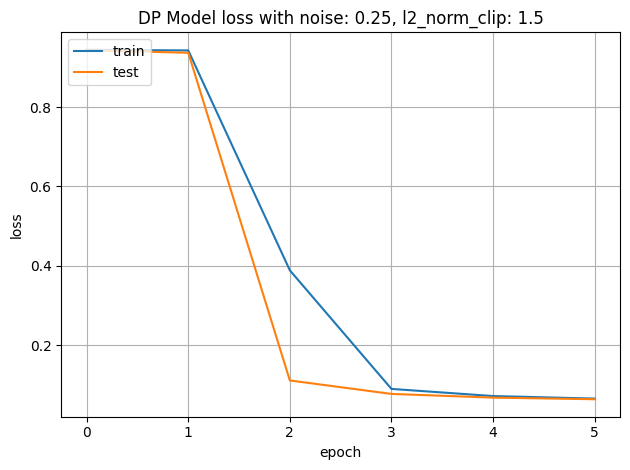 DP Model loss with noise: 0.25, l2_norm_clip: 1.5
train
test
0.8
0.6
0.4
0.2
loss
0 1 2 3 4 5
epoch